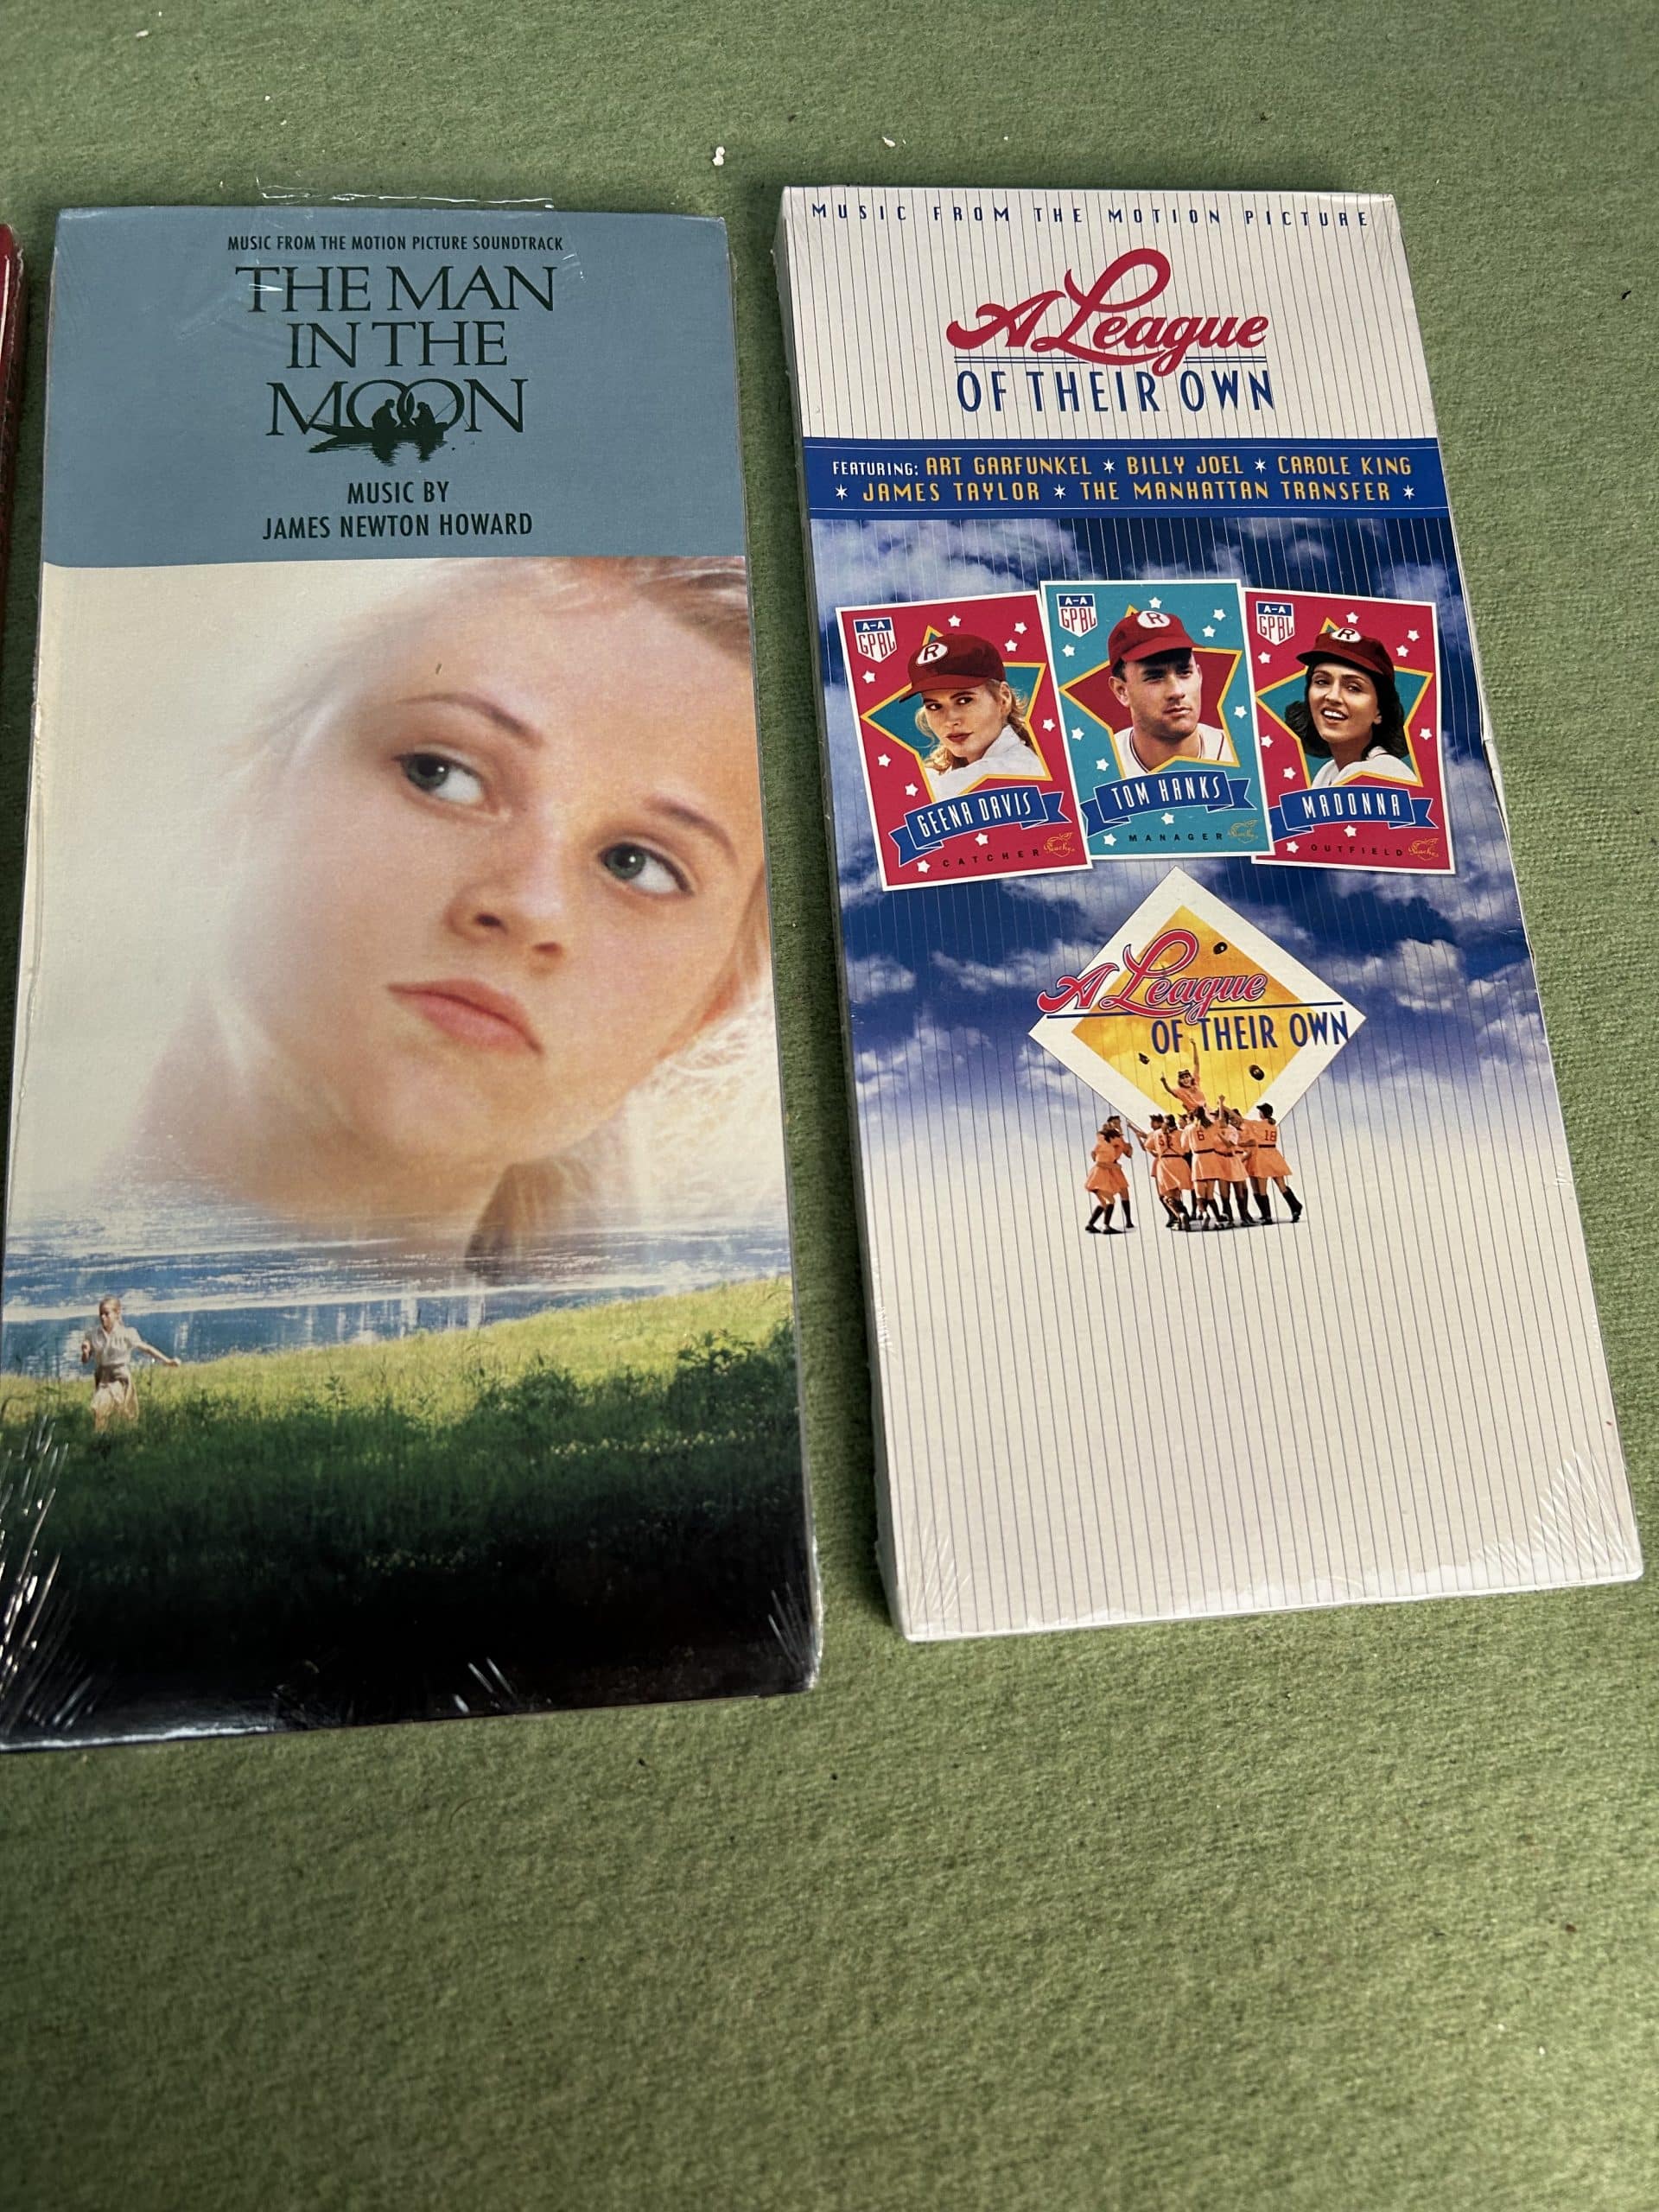 MUSIC FROM THE MOTION PICTURE SOUNDTRACK
THE MAN
IN THE
MOON
MUSIC BY
JAMES NEWTON HOWARD
MUSIC FROM THE MOTION PICTURE
A League
OF THEIR OWN
FEATURING: ART GARFUNKEL * BILLY JOEL * CAROLE KING
* JAMES TAYLOR * THE MANHATTAN TRANSFER *
A-A
GPBL
R
GEENA DAVIS
CATCHER
A-A
GPBL
R
TOM HANKS
MANAGER
A-A
GPBL
R
MADONNA
OUTFIELD
A League
OF THEIR OWN
6
18